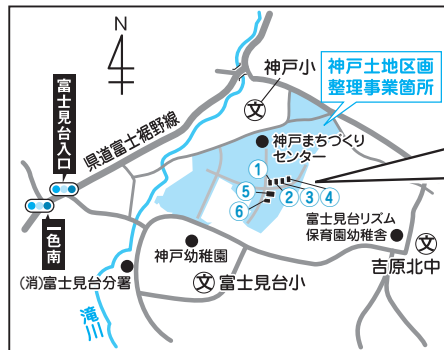 N
神戸小
文
神戸土地区画
整理事業箇所
富士見台入口
県道富士裾野線
神戸まちづくり
センター
①
②
③
④
⑤
⑥
一色南
富士見台リズム
保育園幼稚舎
神戸幼稚園
文
吉原北中
(消)富士見台分署
文
富士見台小
滝川